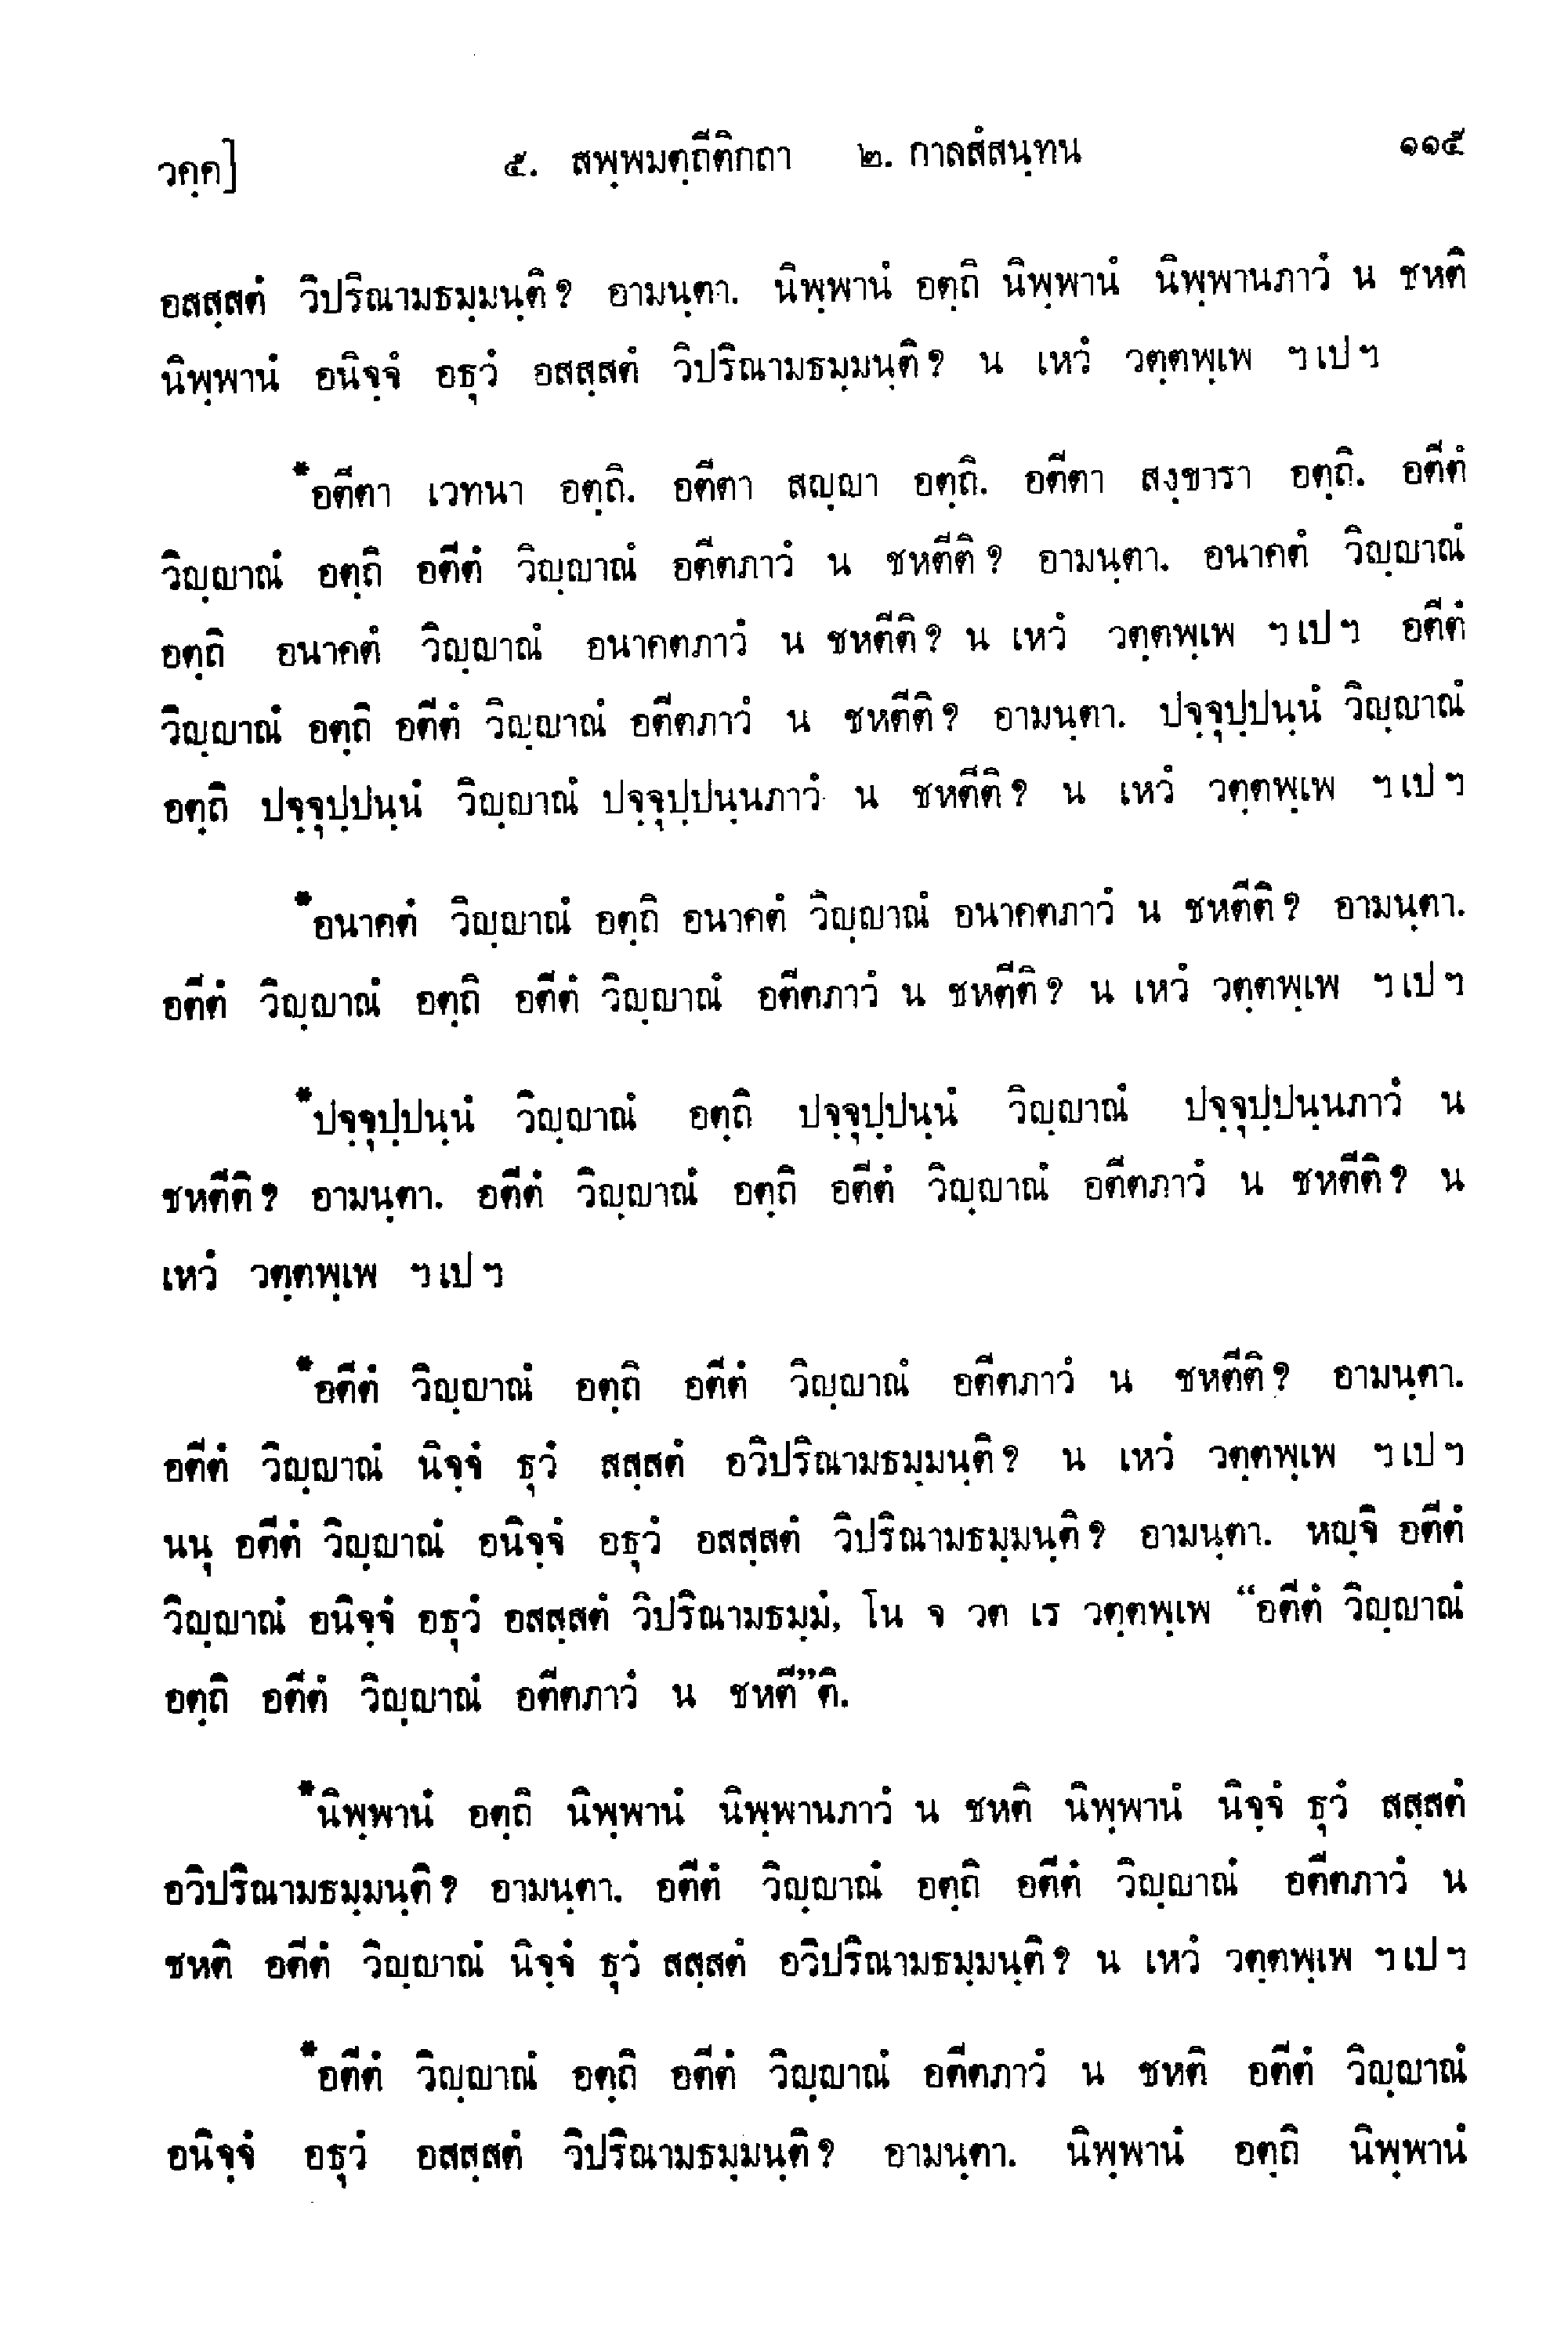 วคฺค] ๕. สพฺพมตฺถีติกถา ๒. กาลสํสนฺทน ๑๑๕
อสสฺสตํ วิปริณามธมฺมนฺติ? อามนฺตา. นิพฺพานํ อตฺถิ นิพฺพานํ นิพฺพานภาวํ น ชหติ
นิพฺพานํ อนิจฺจํ อธุวํ อสสฺสตํ วิปริณามธมฺมนฺติ? น เหวํ วตฺตพฺเพ ฯเปฯ
*อตีตา เวทนา อตฺถิ. อตีตา สญฺญา อตฺถิ. อตีตา สงฺขารา อตฺถิ. อตีตํ
วิญฺญาณํ อตฺถิ อตีตํ วิญฺญาณํ อตีตภาวํ น ชหตีติ? อามนฺตา. อนาคตํ วิญฺญาณํ
อตฺถิ อนาคตํ วิญฺญาณํ อนาคตภาวํ น ชหตีติ? น เหวํ วตฺตพฺเพ ฯเปฯ อตีตํ
วิญฺญาณํ อตฺถิ อตีตํ วิญฺญาณํ อตีตภาวํ น ชหตีติ? อามนฺตา. ปจฺจุปฺปนฺนํ วิญฺญาณํ
อตฺถิ ปจฺจุปฺปนฺนํ วิญฺญาณํ ปจฺจุปฺปนฺนภาวํ น ชหตีติ? น เหวํ วตฺตพฺเพ ฯเปฯ
*อนาคตํ วิญฺญาณํ อตฺถิ อนาคตํ วิญฺญาณํ อนาคตภาวํ น ชหตีติ? อามนฺตา.
อตีตํ วิญฺญาณํ อตฺถิ อตีตํ วิญฺญาณํ อตีตภาวํ น ชหตีติ? น เหวํ วตฺตพฺเพ ฯเปฯ
*ปจฺจุปฺปนฺนํ วิญฺญาณํ อตฺถิ ปจฺจุปฺปนฺนํ วิญฺญาณํ ปจฺจุปฺปนฺนภาวํ น
ชหตีติ? อามนฺตา. อตีตํ วิญฺญาณํ อตฺถิ อตีตํ วิญฺญาณํ อตีตภาวํ น ชหตีติ? น
เหวํ วตฺตพฺเพ ฯเปฯ
*อตีตํ วิญฺญาณํ อตฺถิ อตีตํ วิญฺญาณํ อตีตภาวํ น ชหตีติ? อามนฺตา.
อตีตํ วิญฺญาณํ นิจฺจํ ธุวํ สสฺสตํ อวิปริณามธมฺมนฺติ? น เหวํ วตฺตพฺเพ ฯเปฯ
นนุ อตีตํ วิญฺญาณํ อนิจฺจํ อธุวํ อสสฺสตํ วิปริณามธมฺมนฺติ? อามนฺตา. หญฺจิ อตีตํ
วิญฺญาณํ อนิจฺจํ อธุวํ อสสฺสตํ วิปริณามธมฺมํ, โน จ วต เร วตฺตพฺเพ “อตีตํ วิญฺญาณํ
อตฺถิ อตีตํ วิญฺญาณํ อตีตภาวํ น ชหตี”ติ.
*นิพฺพานํ อตฺถิ นิพฺพานํ นิพฺพานภาวํ น ชหติ นิพฺพานํ นิจฺจํ ธุวํ สสฺสตํ
อวิปริณามธมฺมนฺติ? อามนฺตา. อตีตํ วิญฺญาณํ อตฺถิ อตีตํ วิญฺญาณํ อตีตภาวํ น
ชหติ อตีตํ วิญฺญาณํ นิจฺจํ ธุวํ สสฺสตํ อวิปริณามธมฺมนฺติ? น เหวํ วตฺตพฺเพ ฯเปฯ
*อตีตํ วิญฺญาณํ อตฺถิ อตีตํ วิญฺญาณํ อตีตภาวํ น ชหติ อตีตํ วิญฺญาณํ
อนิจฺจํ อธุวํ อสสฺสตํ วิปริณามธมฺมนฺติ? อามนฺตา. นิพฺพานํ อตฺถิ นิพฺพานํ